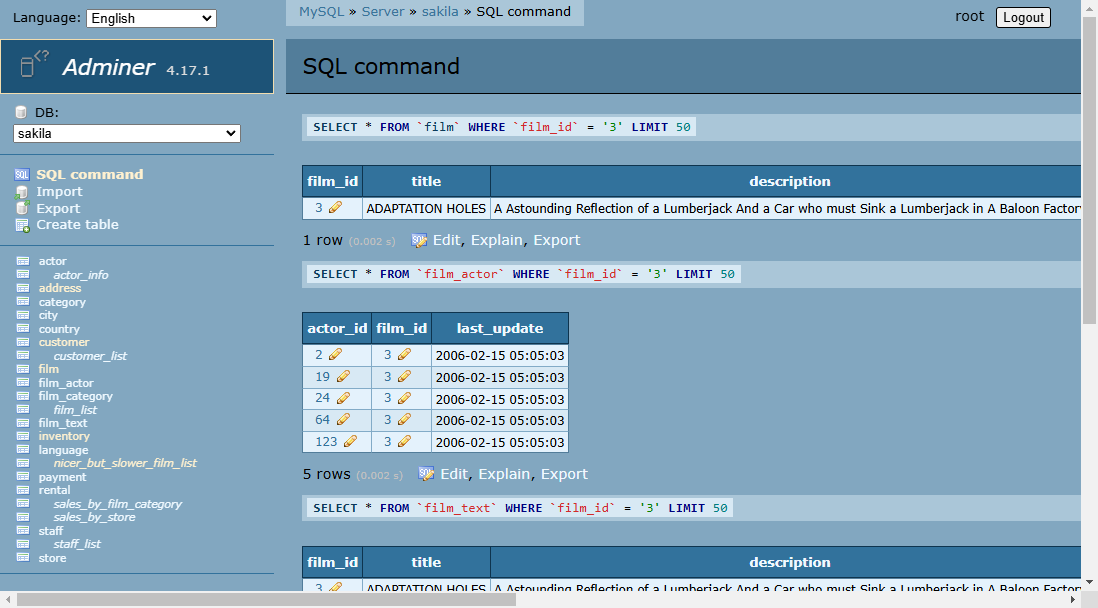 Language: English
MySQL » Server » sakila » SQL command
root Logout
Adminer 4.17.1
SQL command
DB:
sakila
SQL command
Import
Export
Create table
actor
actor_info
address
category
city
country
customer
customer_list
film
film_actor
film_category
film_list
film_text
inventory
language
nicer_but_slower_film_list
payment
rental
sales_by_film_category
sales_by_store
staff
staff_list
store
SELECT * FROM `film` WHERE `film_id` = '3' LIMIT 50
film_id title description
3 ADAPTATION HOLES A Astounding Reflection of a Lumberjack And a Car who must Sink a Lumberjack in A Baloon Factory
1 row (0.002 s) SQL Edit, Explain, Export
SELECT * FROM `film_actor` WHERE `film_id` = '3' LIMIT 50
actor_id film_id last_update
2 3 2006-02-15 05:05:03
19 3 2006-02-15 05:05:03
24 3 2006-02-15 05:05:03
64 3 2006-02-15 05:05:03
123 3 2006-02-15 05:05:03
5 rows (0.002 s) SQL Edit, Explain, Export
SELECT * FROM `film_text` WHERE `film_id` = '3' LIMIT 50
film_id title description
3 ADAPTATION HOLES A Astounding Reflection of a Lumberjack And a Car who must Sink a Lumberjack in A Baloon Factory